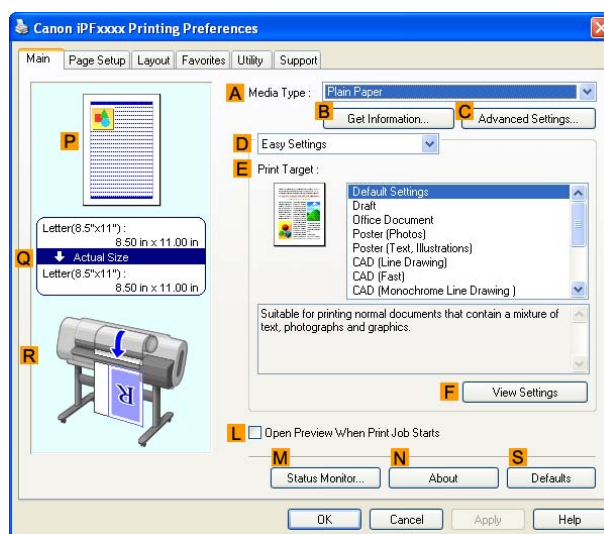 Canon iPFxxxx Printing Preferences
Main Page Setup Layout Favorites Utility Support
A Media Type : Plain Paper
B Get Information... C Advanced Settings...
D Easy Settings
E Print Target :
Default Settings
Draft
Office Document
Poster (Photos)
Poster (Text, Illustrations)
CAD (Line Drawing)
CAD (Fast)
CAD (Monochrome Line Drawing )
Suitable for printing normal documents that contain a mixture of
text, photographs and graphics.
F View Settings
P
Q
Letter(8.5"x11") :
8.50 in x 11.00 in
Actual Size
Letter(8.5"x11") :
8.50 in x 11.00 in
R
R
L Open Preview When Print Job Starts
M Status Monitor... N About S Defaults
OK Cancel Apply Help